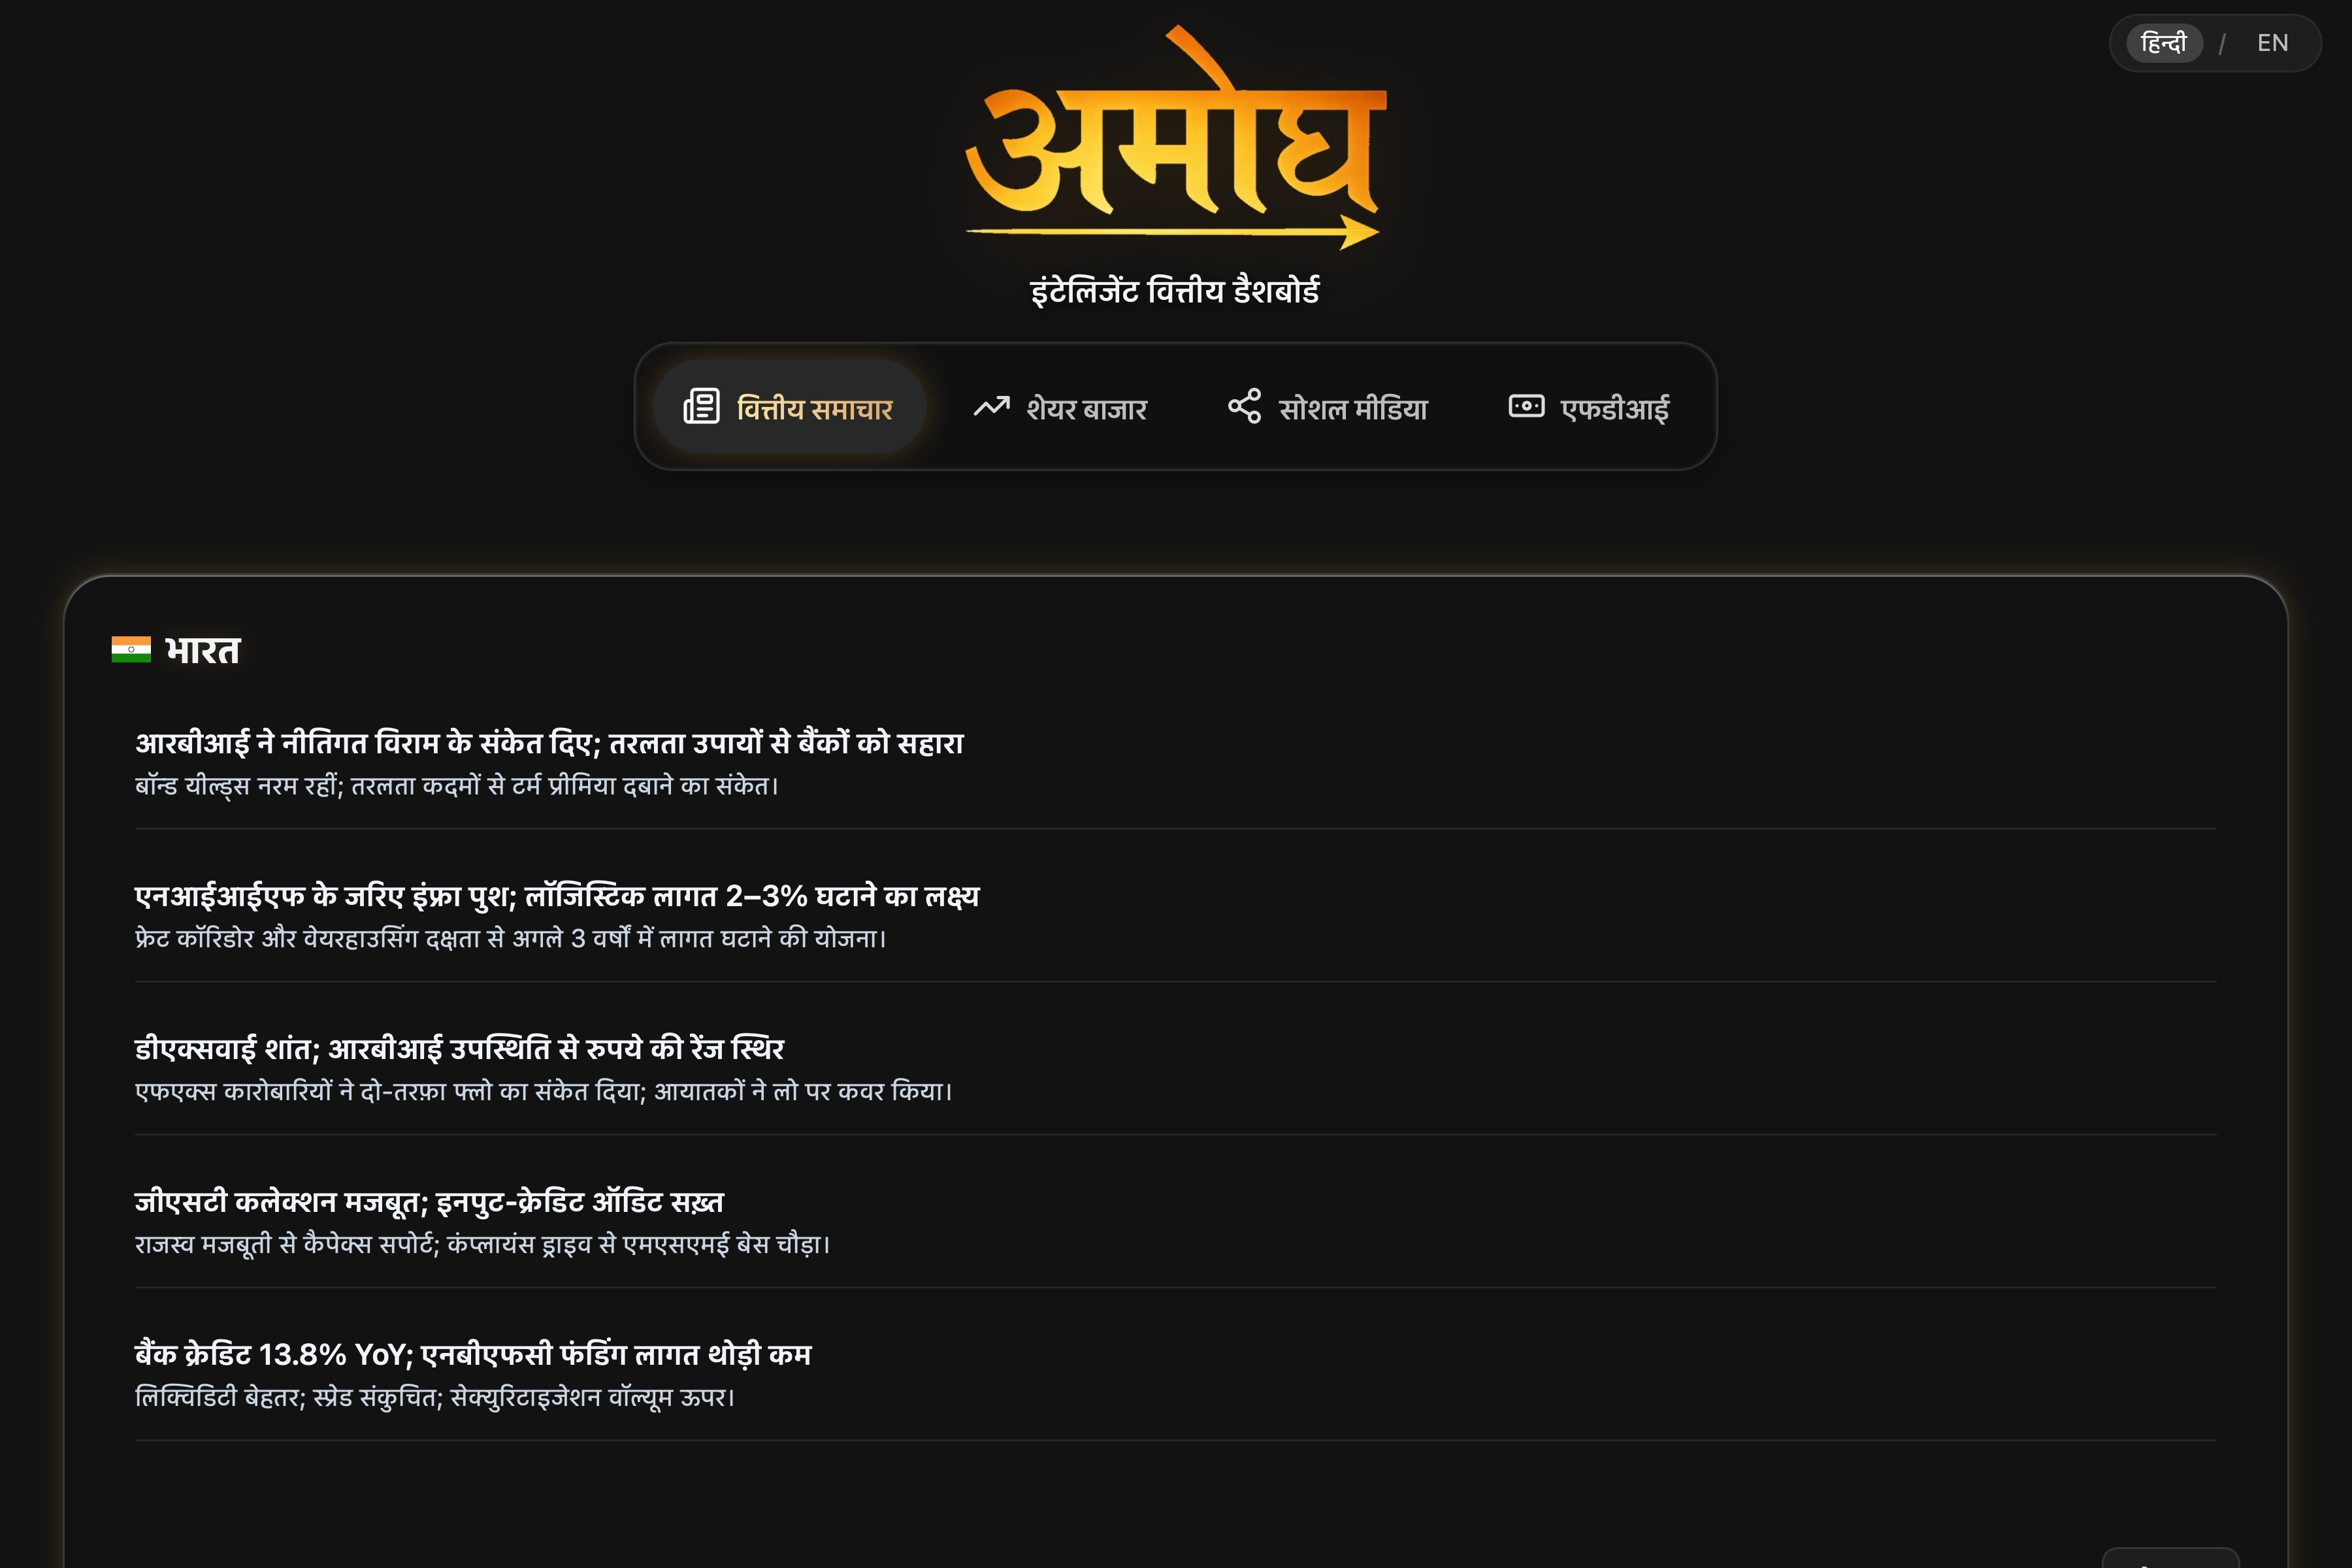 हिन्दी / EN
अमोघ
इंटेलिजेंट वित्तीय डैशबोर्ड
वित्तीय समाचार शेयर बाजार सोशल मीडिया एफडीआई
भारत
आरबीआई ने नीतिगत विराम के संकेत दिए; तरलता उपायों से बैंकों को सहारा
बॉन्ड यील्ड्स नरम रहीं; तरलता कदमों से टर्म प्रीमिया दबाने का संकेत।
एनआईआईएफ के जरिए इंफ्रा पुश; लॉजिस्टिक लागत 2–3% घटाने का लक्ष्य
फ्रेट कॉरिडोर और वेयरहाउसिंग दक्षता से अगले 3 वर्षों में लागत घटाने की योजना।
डीएक्सवाई शांत; आरबीआई उपस्थिति से रुपये की रेंज स्थिर
एफएक्स कारोबारियों ने दो-तरफ़ा फ्लो का संकेत दिया; आयातकों ने लो पर कवर किया।
जीएसटी कलेक्शन मजबूत; इनपुट-क्रेडिट ऑडिट सख़्त
राजस्व मजबूती से कैपेक्स सपोर्ट; कंप्लायंस ड्राइव से एमएसएमई बेस चौड़ा।
बैंक क्रेडिट 13.8% YoY; एनबीएफसी फंडिंग लागत थोड़ी कम
लिक्विडिटी बेहतर; स्प्रेड संकुचित; सेक्युरिटाइजेशन वॉल्यूम ऊपर।